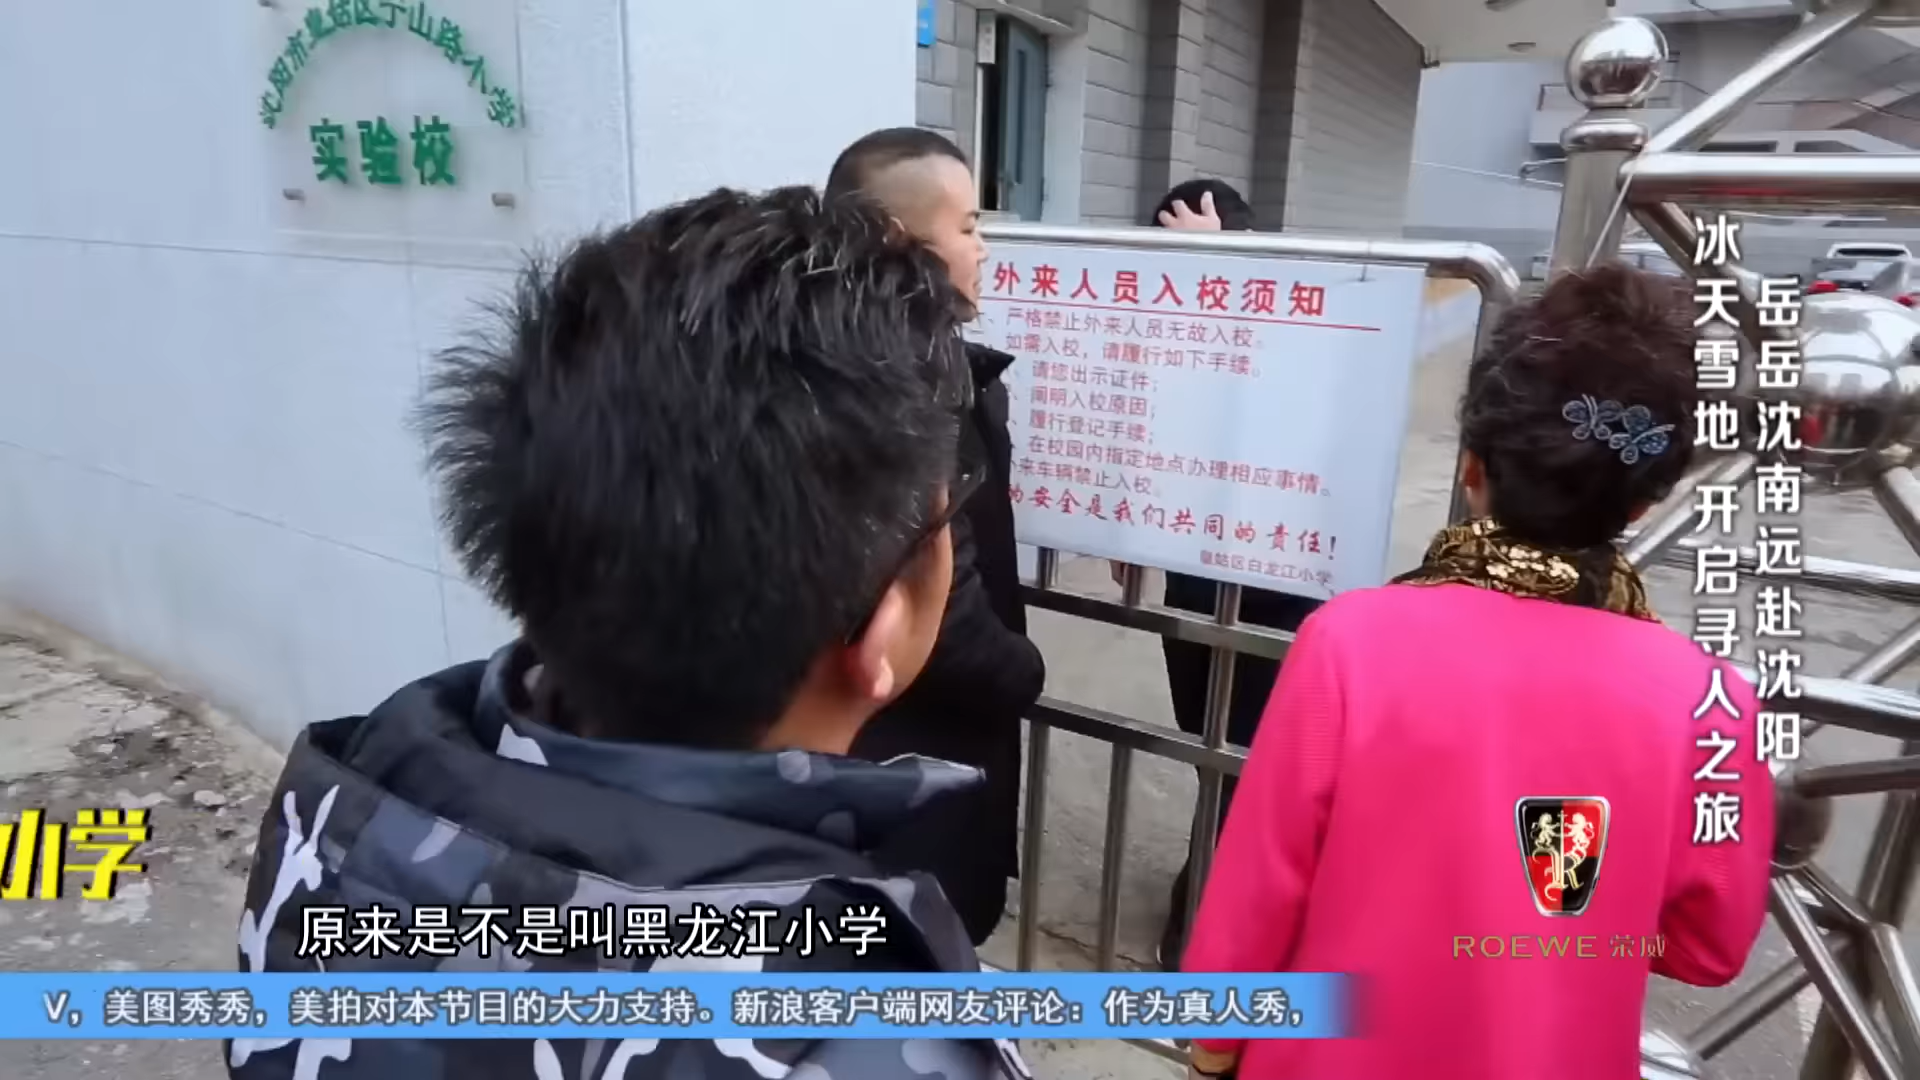 沈阳市皇姑区宁山路小学
实验校
外来人员入校须知
一、严格禁止外来人员无故入校。
如需入校，请履行如下手续。
、请您出示证件；
、阐明入校原因；
、履行登记手续；
、在校园内指定地点办理相应事情。
外来车辆禁止入校。
的安全是我们共同的责任！
皇姑区白龙江小学
岳岳沈南远赴沈阳
冰天雪地 开启寻人之旅
小学
ROEWE 荣威
原来是不是叫黑龙江小学
V，美图秀秀，美拍对本节目的大力支持。新浪客户端网友评论：作为真人秀，